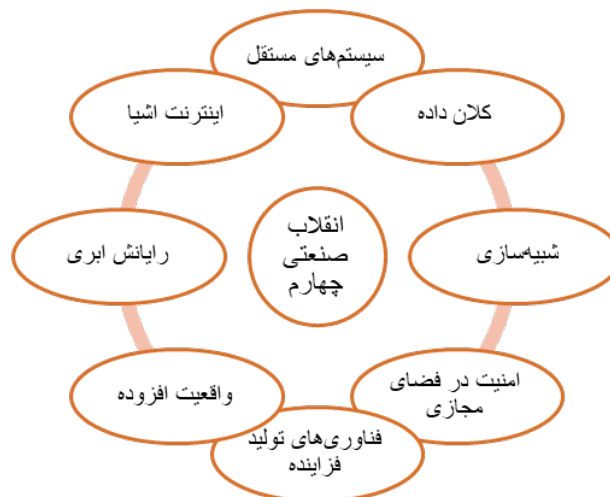 سیستم‌های مستقل
کلان داده
اینترنت اشیا
انقلاب
صنعتی
چهارم
شبیه‌سازی
رایانش ابری
امنیت در فضای
مجازی
واقعیت افزوده
فناوری‌های تولید
فزاینده